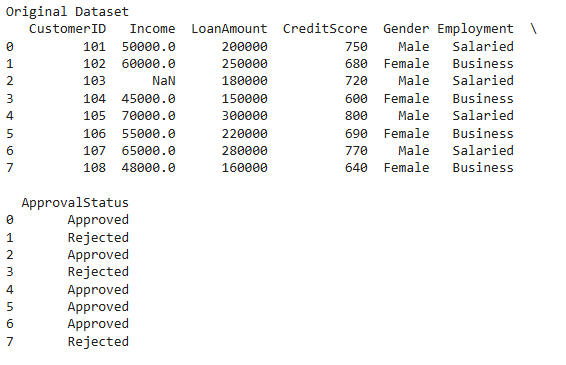 Original Dataset
   CustomerID   Income  LoanAmount  CreditScore  Gender Employment  \
0         101  50000.0      200000          750    Male   Salaried
1         102  60000.0      250000          680  Female   Business
2         103      NaN      180000          720    Male   Salaried
3         104  45000.0      150000          600  Female   Business
4         105  70000.0      300000          800    Male   Salaried
5         106  55000.0      220000          690  Female   Business
6         107  65000.0      280000          770    Male   Salaried
7         108  48000.0      160000          640  Female   Business
  ApprovalStatus
0       Approved
1       Rejected
2       Approved
3       Rejected
4       Approved
5       Approved
6       Approved
7       Rejected